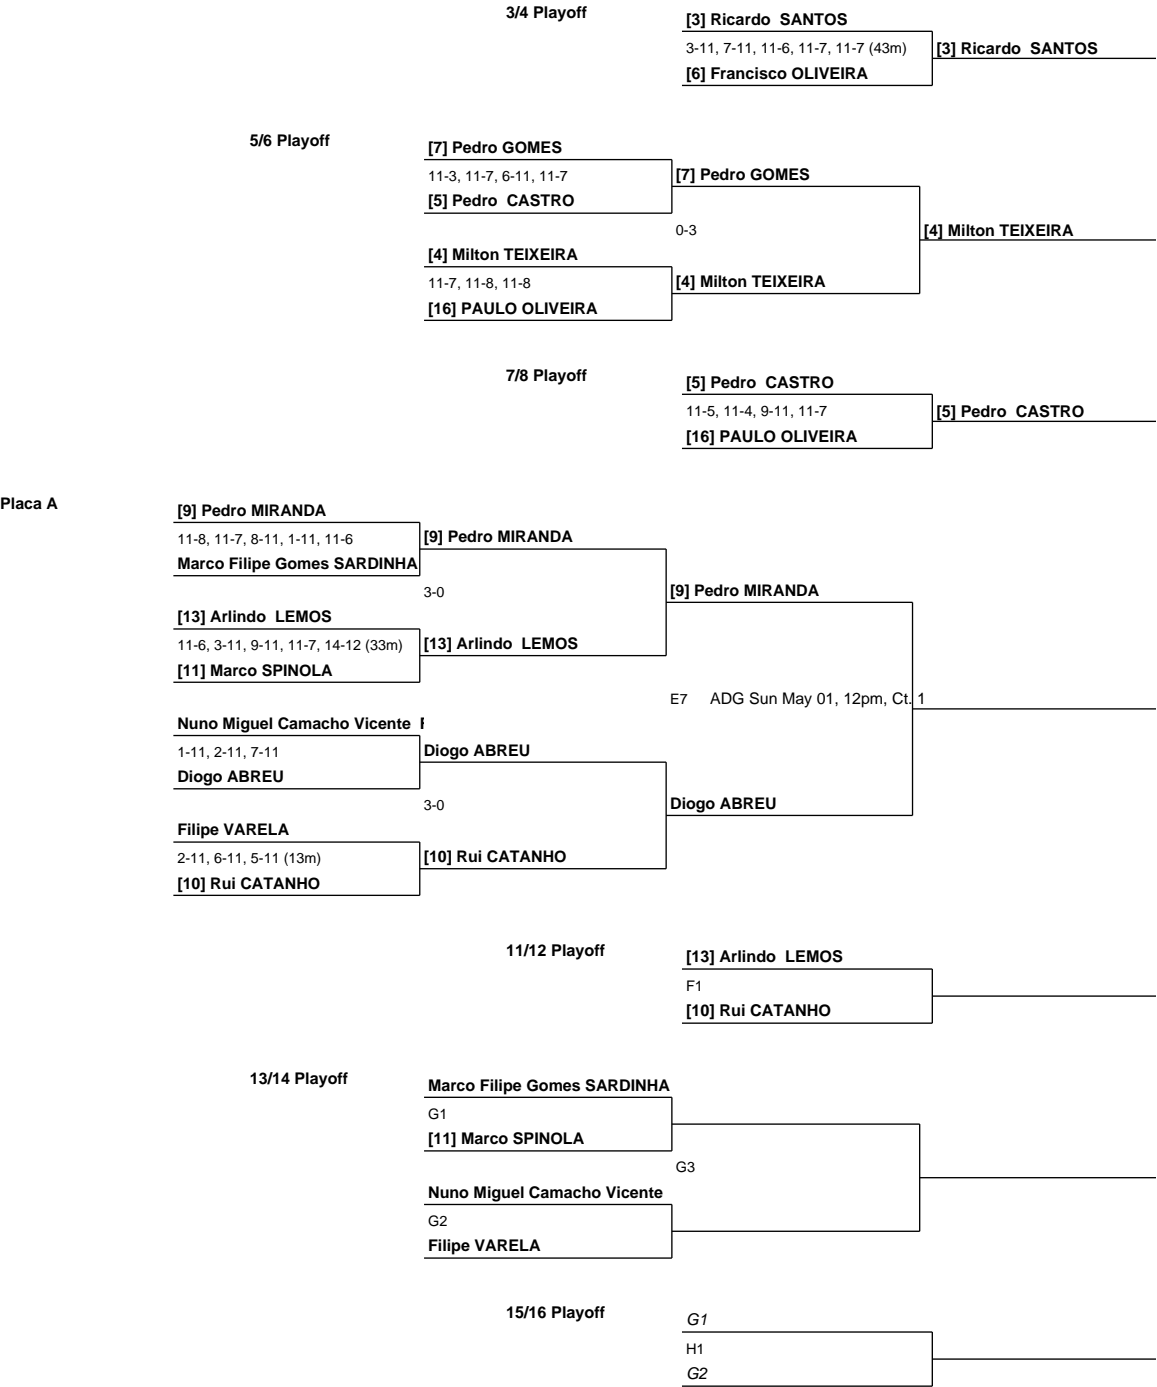 3/4 Playoff
[3] Ricardo SANTOS
3-11, 7-11, 11-6, 11-7, 11-7 (43m)
[3] Ricardo SANTOS
[6] Francisco OLIVEIRA
5/6 Playoff
[7] Pedro GOMES
11-3, 11-7, 6-11, 11-7
[7] Pedro GOMES
[5] Pedro CASTRO
0-3
[4] Milton TEIXEIRA
[4] Milton TEIXEIRA
11-7, 11-8, 11-8
[4] Milton TEIXEIRA
[16] PAULO OLIVEIRA
7/8 Playoff
[5] Pedro CASTRO
11-5, 11-4, 9-11, 11-7
[5] Pedro CASTRO
[16] PAULO OLIVEIRA
Placa A
[9] Pedro MIRANDA
11-8, 11-7, 8-11, 1-11, 11-6
[9] Pedro MIRANDA
Marco Filipe Gomes SARDINHA
3-0
[9] Pedro MIRANDA
[13] Arlindo LEMOS
11-6, 3-11, 9-11, 11-7, 14-12 (33m)
[13] Arlindo LEMOS
[11] Marco SPINOLA
E7 ADG Sun May 01, 12pm, Ct. 1
Nuno Miguel Camacho Vicente
1-11, 2-11, 7-11
Diogo ABREU
Diogo ABREU
3-0
Diogo ABREU
Filipe VARELA
2-11, 6-11, 5-11 (13m)
[10] Rui CATANHO
[10] Rui CATANHO
11/12 Playoff
[13] Arlindo LEMOS
F1
[10] Rui CATANHO
13/14 Playoff
Marco Filipe Gomes SARDINHA
G1
[11] Marco SPINOLA
G3
Nuno Miguel Camacho Vicente
G2
Filipe VARELA
15/16 Playoff
G1
H1
G2